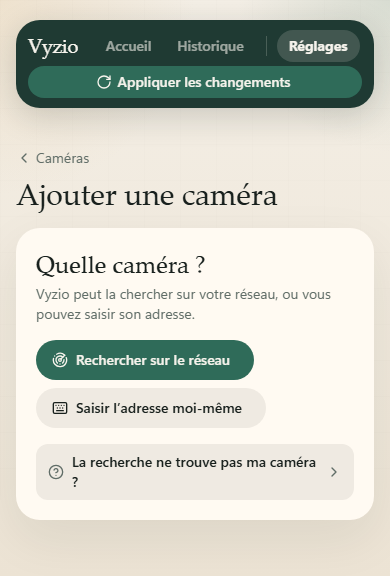 Vyzio
Accueil
Historique
Réglages
Appliquer les changements
Caméras
Ajouter une caméra
Quelle caméra ?
Vyzio peut la chercher sur votre réseau, ou vous
pouvez saisir son adresse.
Rechercher sur le réseau
Saisir l’adresse moi-même
La recherche ne trouve pas ma caméra
?